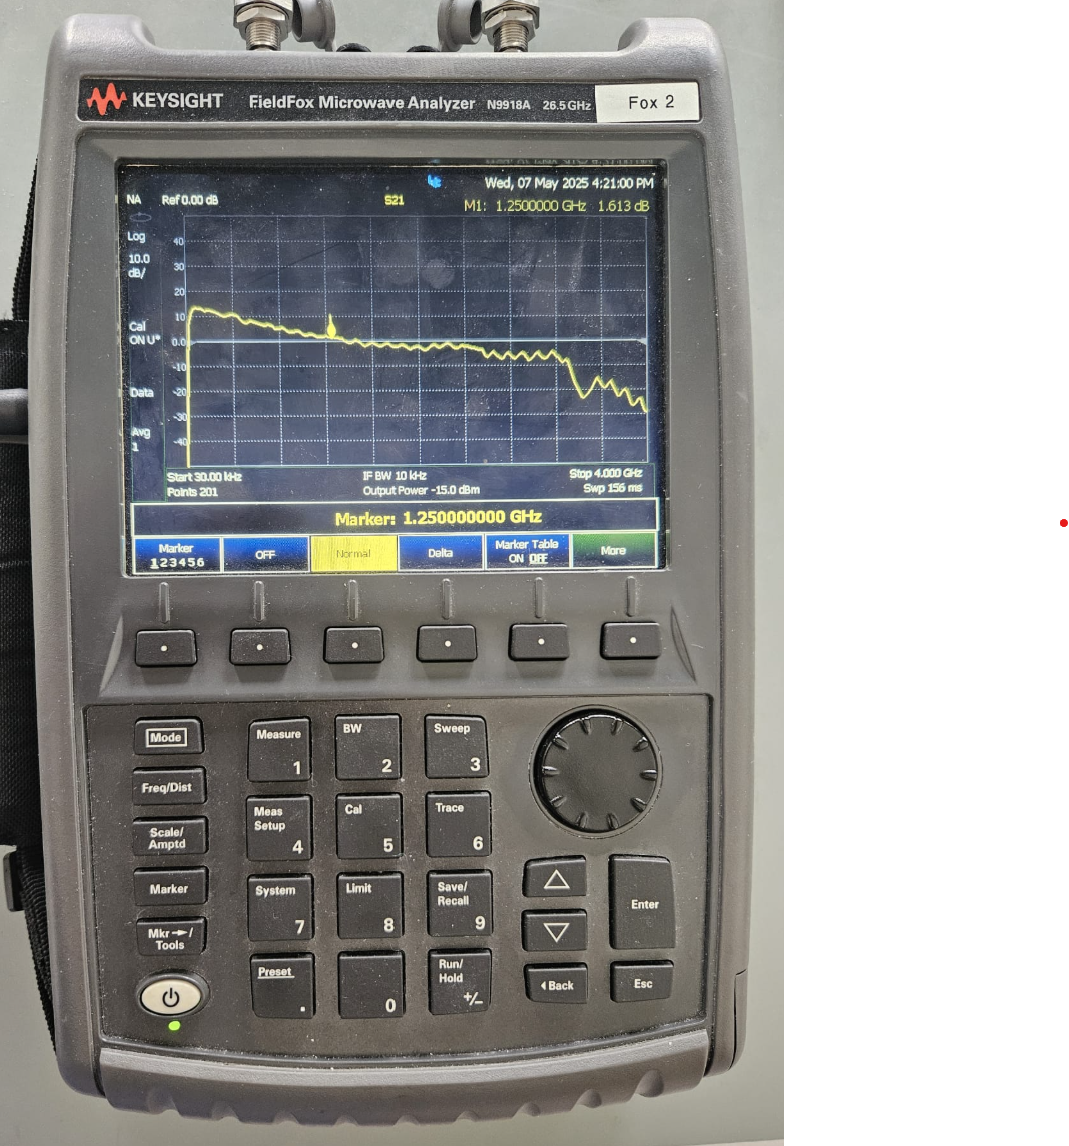 KEYSIGHT FieldFox Microwave Analyzer N9918A 26.5 GHz Fox 2
Wed, 07 May 2025 4:21:00 PM
NA Ref 0.00 dB S21 M1: 1.2500000 GHz 1.613 dB
Log
10.0
dB/
Cal
ON U*
Data
Avg
1
40
30
20
10
0.0
-10
-20
-30
-40
Start 30.00 kHz IF BW 10 kHz Stop 4.000 GHz
Points 201 Output Power -15.0 dBm Swp 156 ms
Marker: 1.250000000 GHz
Marker
123456
OFF
Normal
Delta
Marker Table
ON OFF
More
Mode
Measure
1
BW
2
Sweep
3
Freq/Dist
Meas
Setup
4
Cal
5
Trace
6
Scale/
Amptd
Marker
System
7
Limit
8
Save/
Recall
9
Enter
Mkr→/
Tools
Preset
.
0
Run/
Hold
+/-
Back
Esc